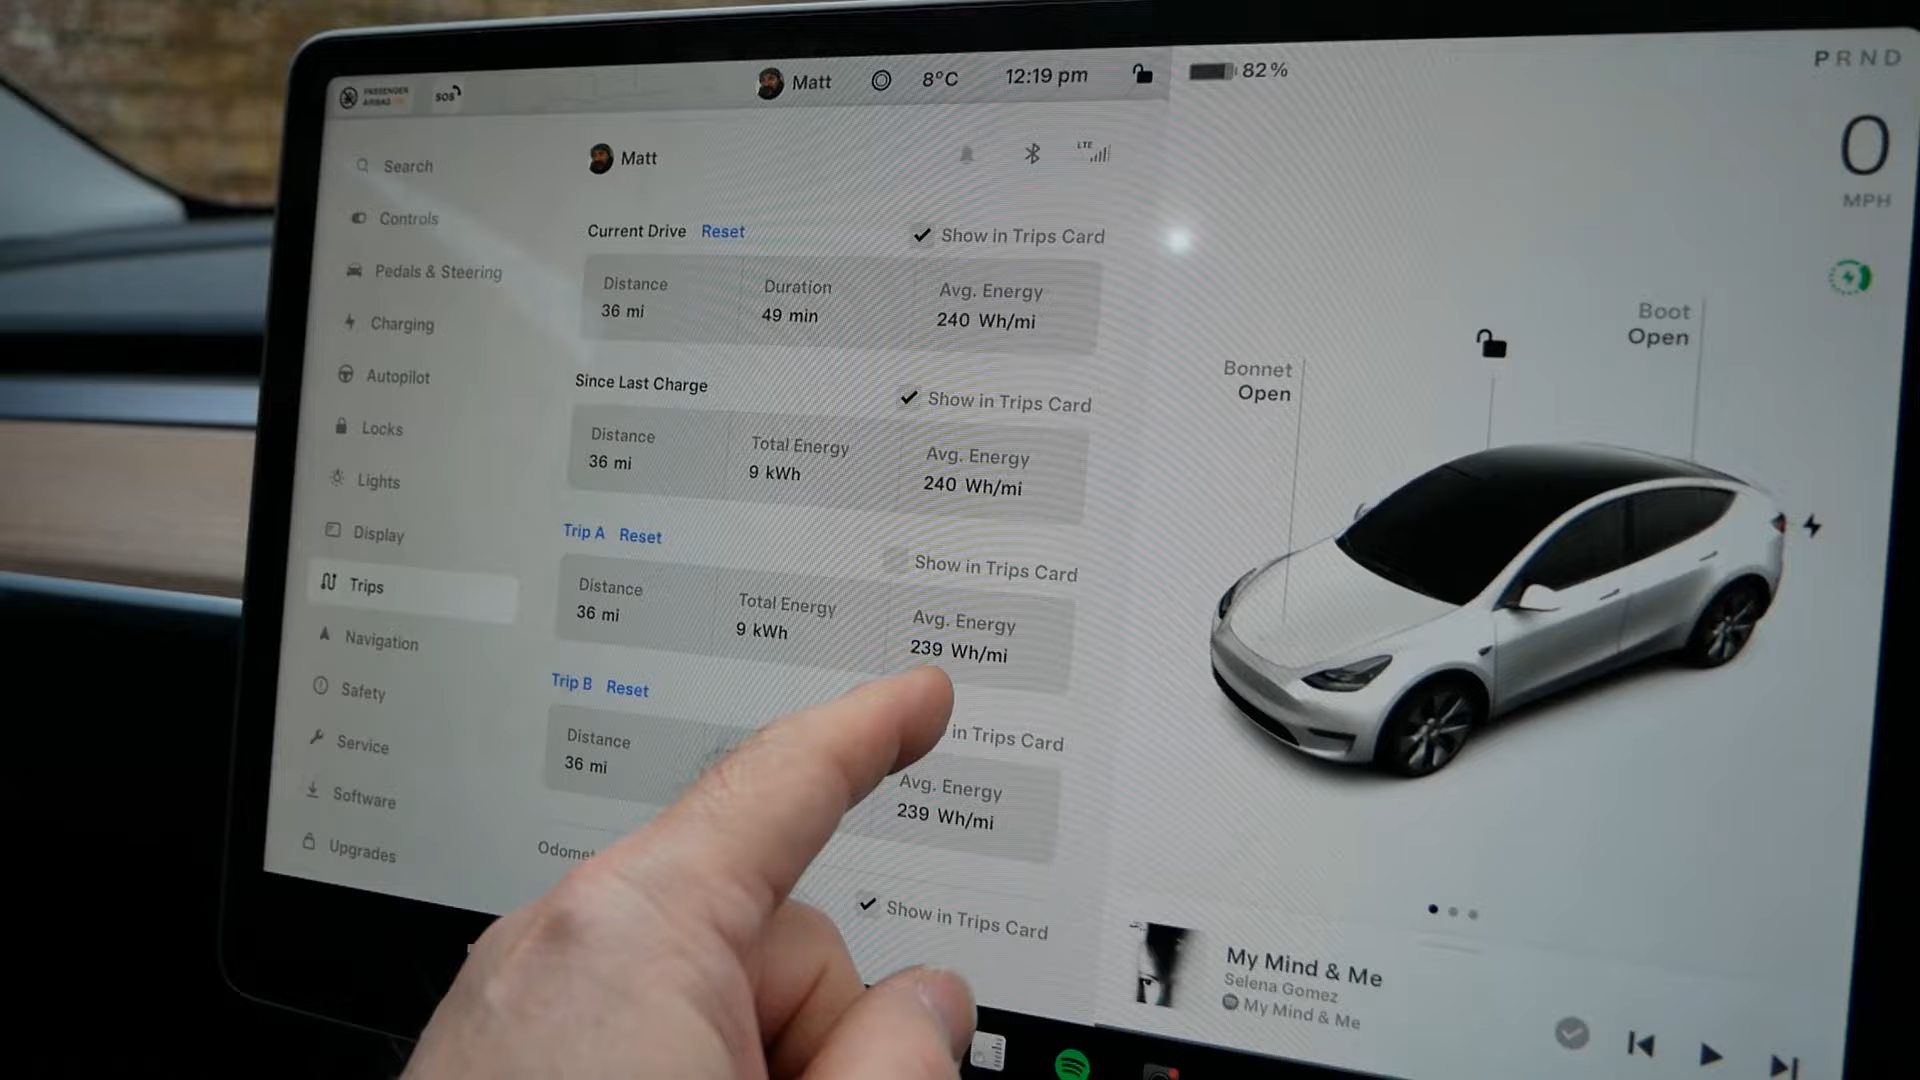 PASSENGER
AIRBAG
SOS
Matt
8°C
12:19 pm
82%
PRND
Search
Controls
Pedals & Steering
Charging
Autopilot
Locks
Lights
Display
Trips
Navigation
Safety
Service
Software
Upgrades
Matt
LTE
Current Drive Reset
Show in Trips Card
Distance
36 mi
Duration
49 min
Avg. Energy
240 Wh/mi
Since Last Charge
Show in Trips Card
Distance
36 mi
Total Energy
9 kWh
Avg. Energy
240 Wh/mi
Trip A Reset
Show in Trips Card
Distance
36 mi
Total Energy
9 kWh
Avg. Energy
239 Wh/mi
Trip B Reset
in Trips Card
Distance
36 mi
Avg. Energy
239 Wh/mi
Odomet
Show in Trips Card
0
MPH
Boot
Open
Bonnet
Open
My Mind & Me
Selena Gomez
My Mind & Me